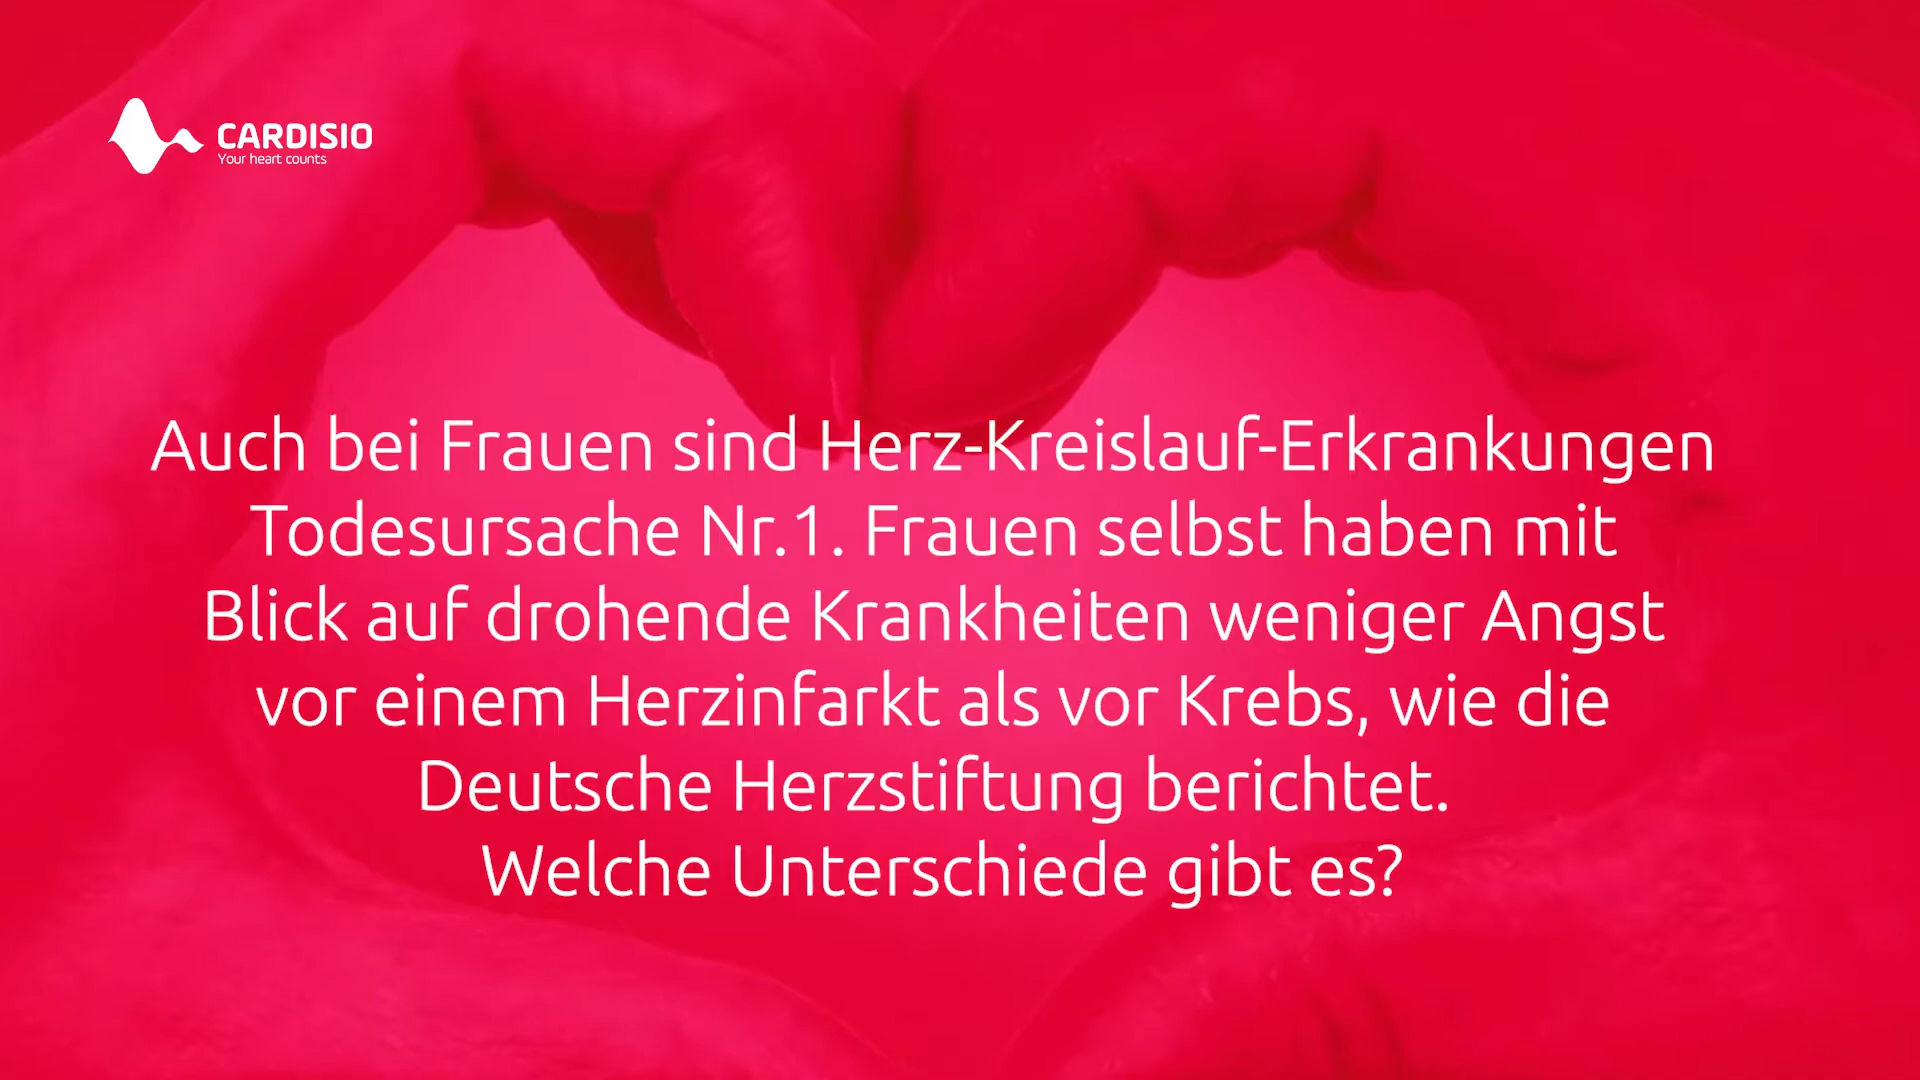 CARDISIO
Your heart counts
Auch bei Frauen sind Herz-Kreislauf-Erkrankungen
Todesursache Nr.1. Frauen selbst haben mit
Blick auf drohende Krankheiten weniger Angst
vor einem Herzinfarkt als vor Krebs, wie die
Deutsche Herzstiftung berichtet.
Welche Unterschiede gibt es?